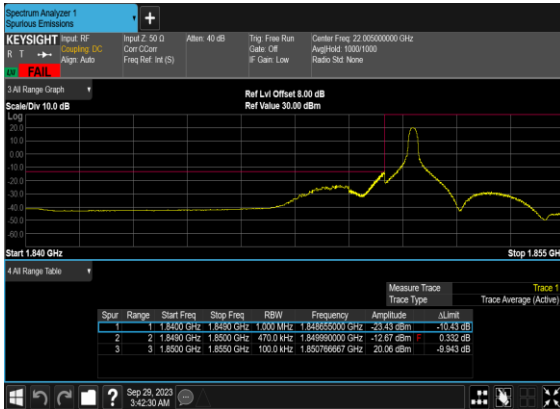 Spectrum Analyzer 1
Spurious Emissions
+
KEYSIGHT Input: RF Input Z: 50 Ω Atten: 40 dB Trig: Free Run Center Freq: 22.005000000 GHz
R T Coupling: DC Corr CCorr Gate: Off Avg|Hold: 1000/1000
Align: Auto Freq Ref: Int (S) IF Gain: Low Radio Std: None
FAIL
3 All Range Graph
Ref Lvl Offset 8.00 dB
Scale/Div 10.0 dB Ref Value 30.00 dBm
Log
20.0
10.0
0.00
-10.0
-20.0
-30.0
-40.0
-50.0
-60.0
Start 1.840 GHz Stop 1.855 GH
4 All Range Table
Measure Trace Trace 1
Trace Type Trace Average (Active)
Spur Range Start Freq Stop Freq RBW Frequency Amplitude ΔLimit
1 1 1.8400 GHz 1.8490 GHz 1.000 MHz 1.848655000 GHz -23.43 dBm -10.43 dB
2 2 1.8490 GHz 1.8500 GHz 470.0 kHz 1.849990000 GHz -12.67 dBm F 0.332 dB
3 3 1.8500 GHz 1.8550 GHz 100.0 kHz 1.850766667 GHz 20.06 dBm -9.943 dB
?
Sep 29, 2023
3:42:30 AM